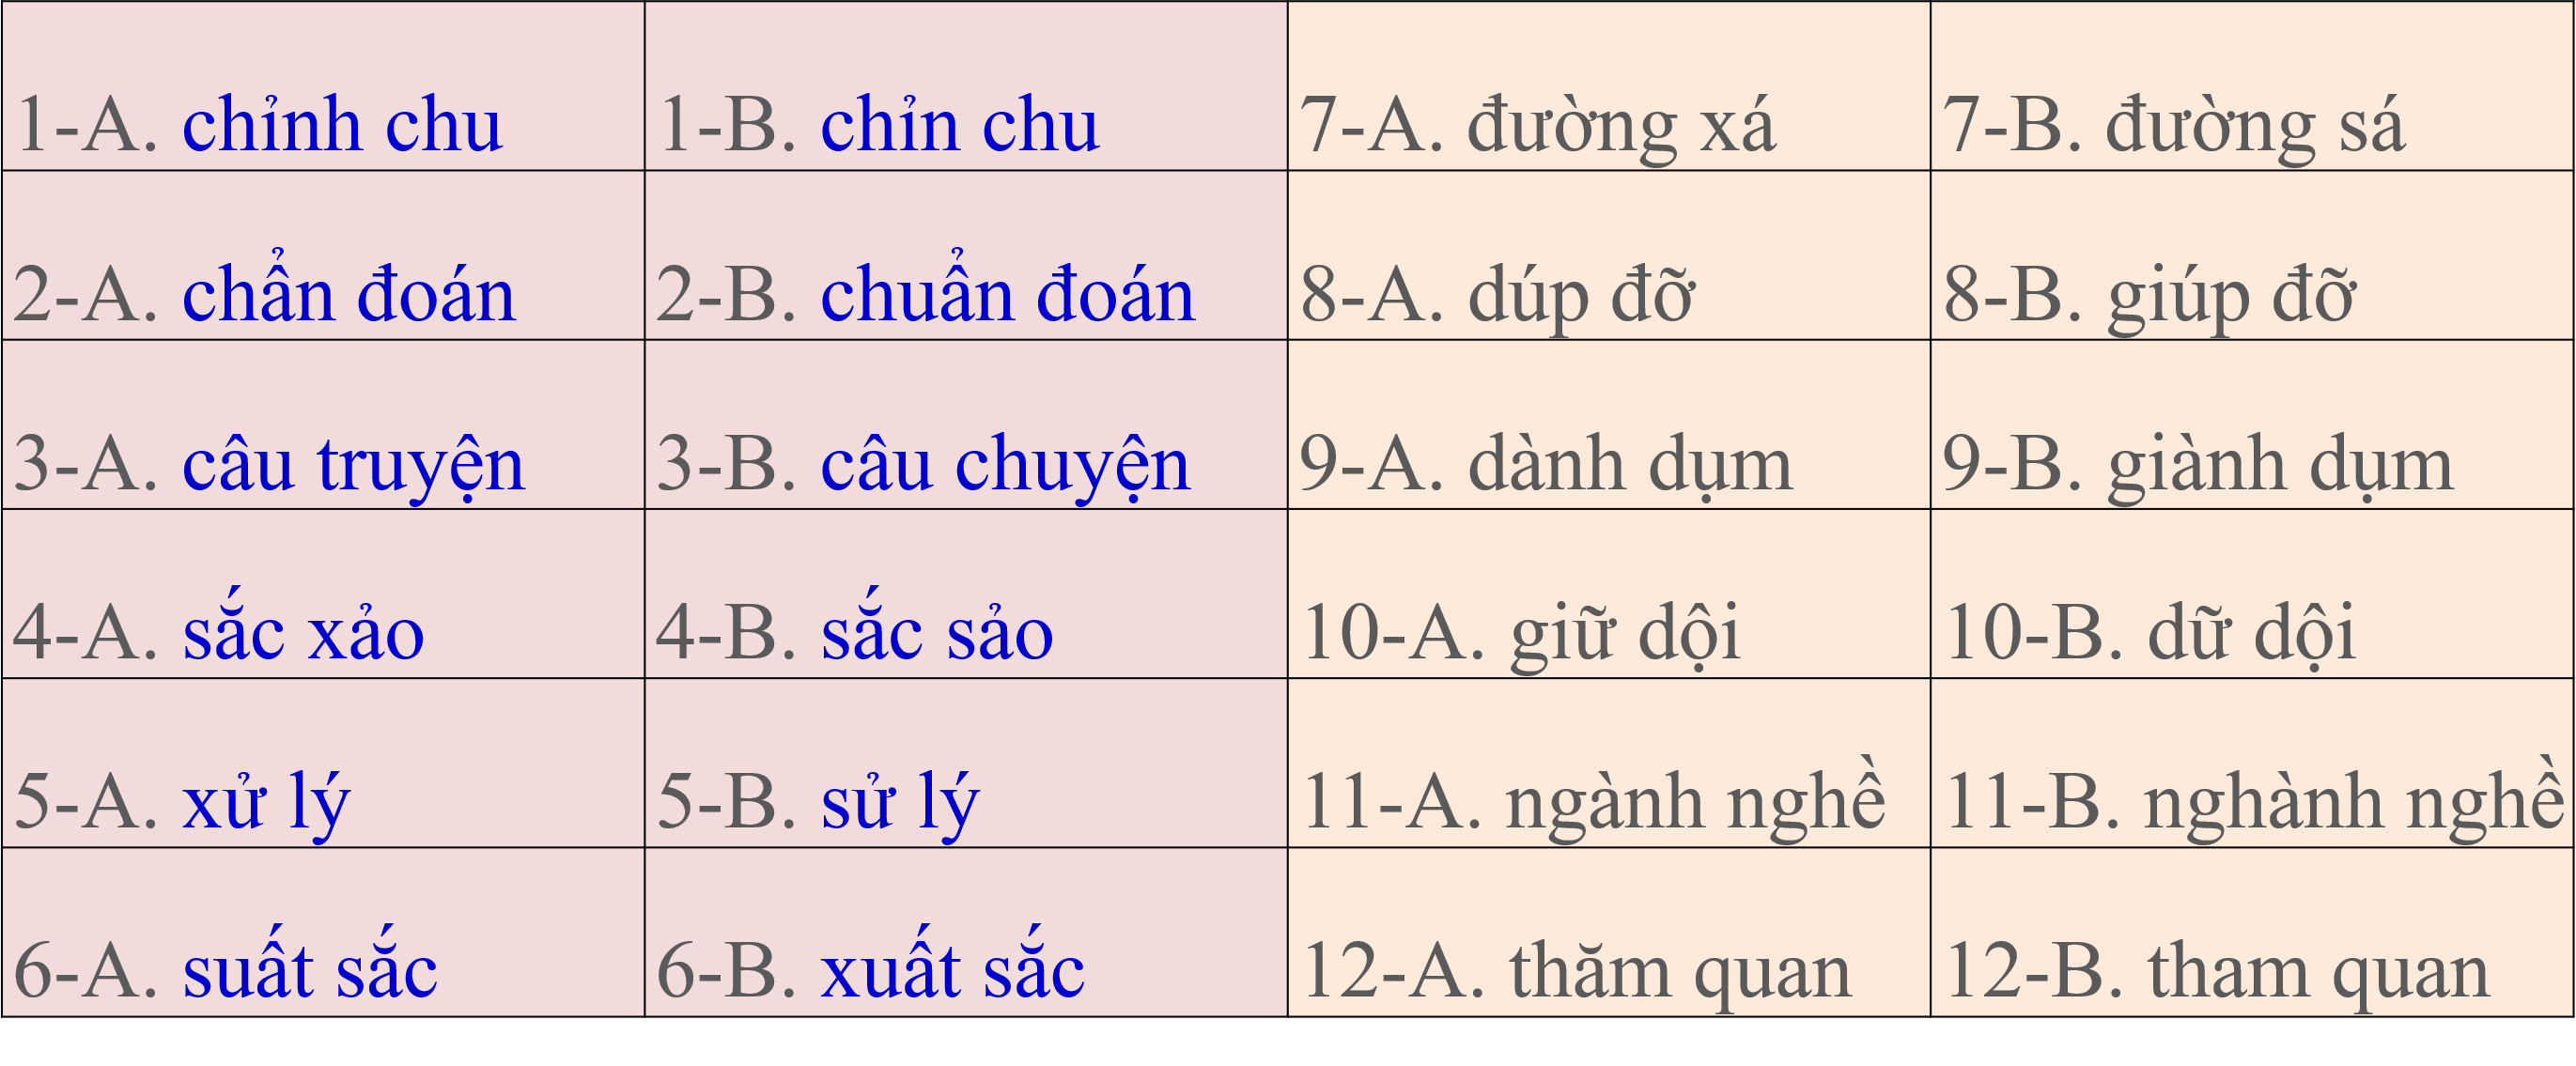 1-A. chỉnh chu 1-B. chỉn chu 7-A. đường xá 7-B. đường sá
2-A. chẩn đoán 2-B. chuẩn đoán 8-A. dúp đỡ 8-B. giúp đỡ
3-A. câu truyện 3-B. câu chuyện 9-A. dành dụm 9-B. giành dụm
4-A. sắc xảo 4-B. sắc sảo 10-A. giữ dội 10-B. dữ dội
5-A. xử lý 5-B. sử lý 11-A. ngành nghề 11-B. nghành nghề
6-A. suất sắc 6-B. xuất sắc 12-A. thăm quan 12-B. tham quan